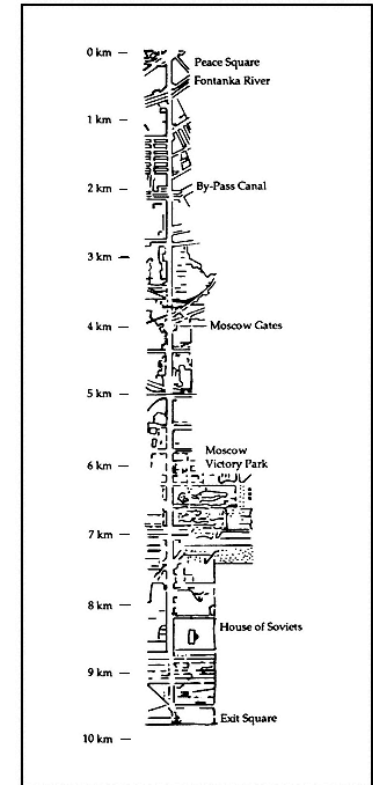 0 km —
Peace Square
Fontanka River
1 km —
2 km —
By-Pass Canal
3 km —
4 km —
Moscow Gates
5 km —
Moscow
Victory Park
6 km —
7 km —
8 km —
House of Soviets
9 km —
Exit Square
10 km —